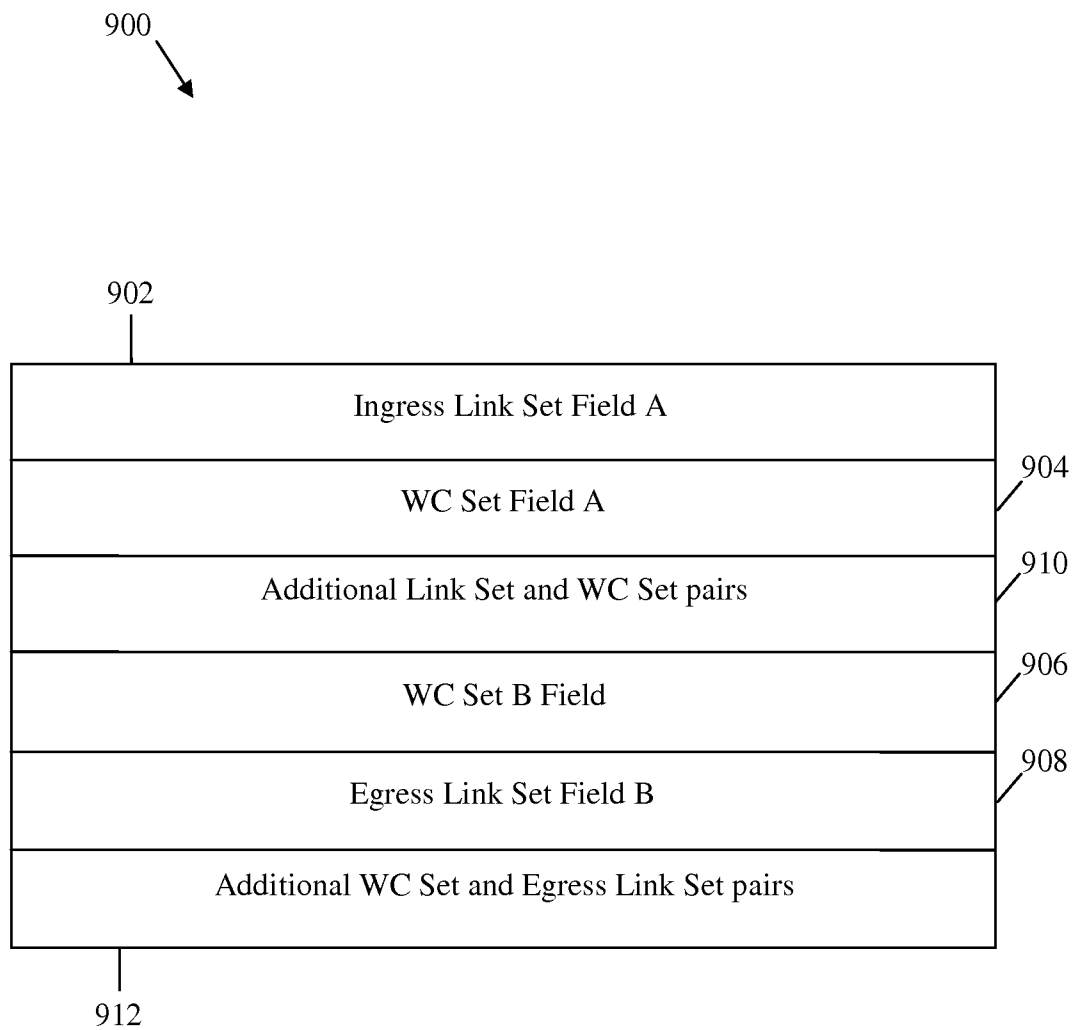 900
902
Ingress Link Set Field A
904
WC Set Field A
910
Additional Link Set and WC Set pairs
906
WC Set B Field
908
Egress Link Set Field B
Additional WC Set and Egress Link Set pairs
912